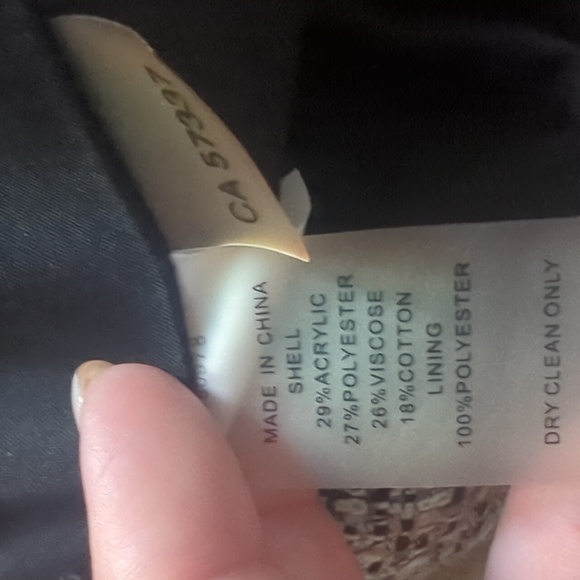 CA 57397
MADE IN CHINA
SHELL
29%ACRYLIC
27%POLYESTER
26%VISCOSE
18%COTTON
LINING
100%POLYESTER
DRY CLEAN ONLY